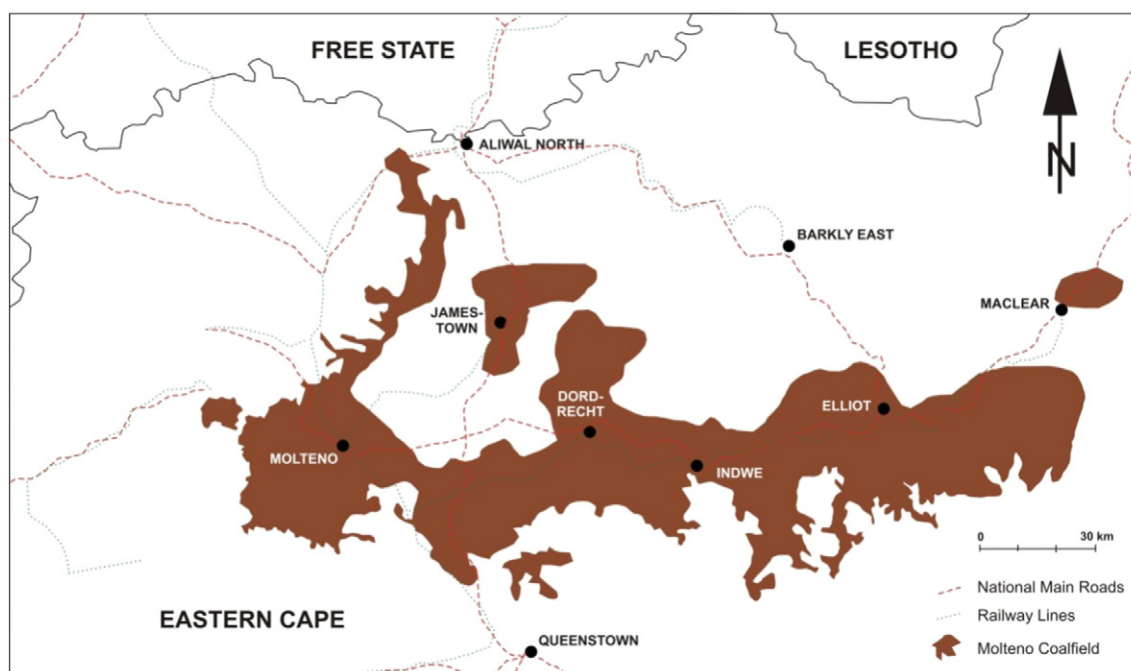 FREE STATE
LESOTHO
N
ALIWAL NORTH
BARKLY EAST
MACLEAR
JAMES-
TOWN
DORD-
RECHT
ELLIOT
MOLTENO
INDWE
0 30 km
National Main Roads
Railway Lines
Molteno Coalfield
EASTERN CAPE
QUEENSTOWN